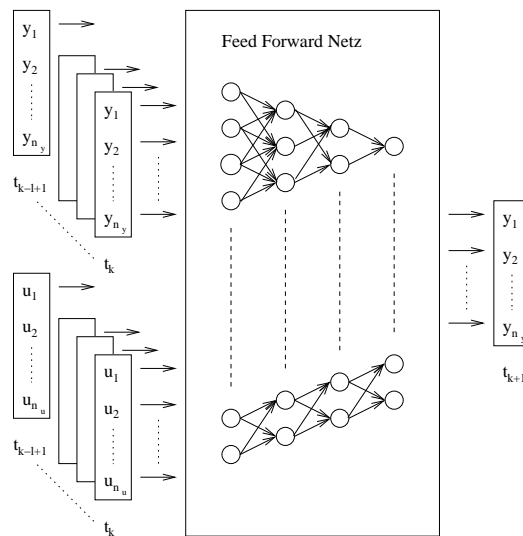 Feed Forward Netz
y1
y2
yny
tk–l+1
y1
y2
yny
tk
u1
u2
unu
tk–l+1
u1
u2
unu
tk
y1
y2
yny
tk+1